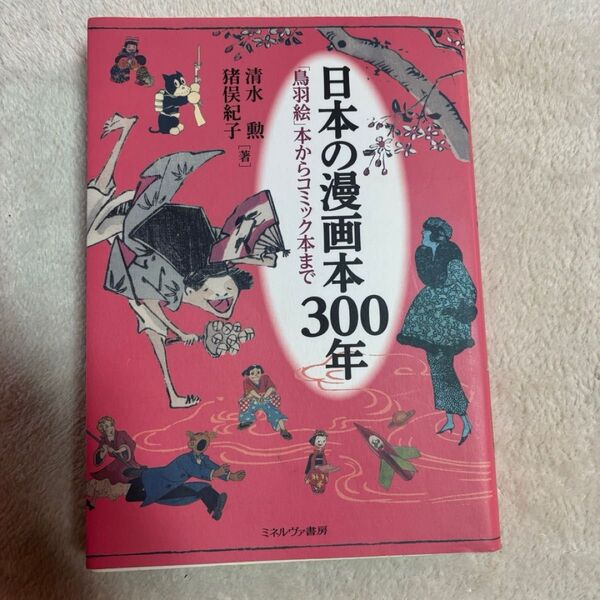 日本の漫画本300年
「鳥羽絵」本からコミック本まで
清水 勲
猪俣紀子
[著]
ミネルヴァ書房